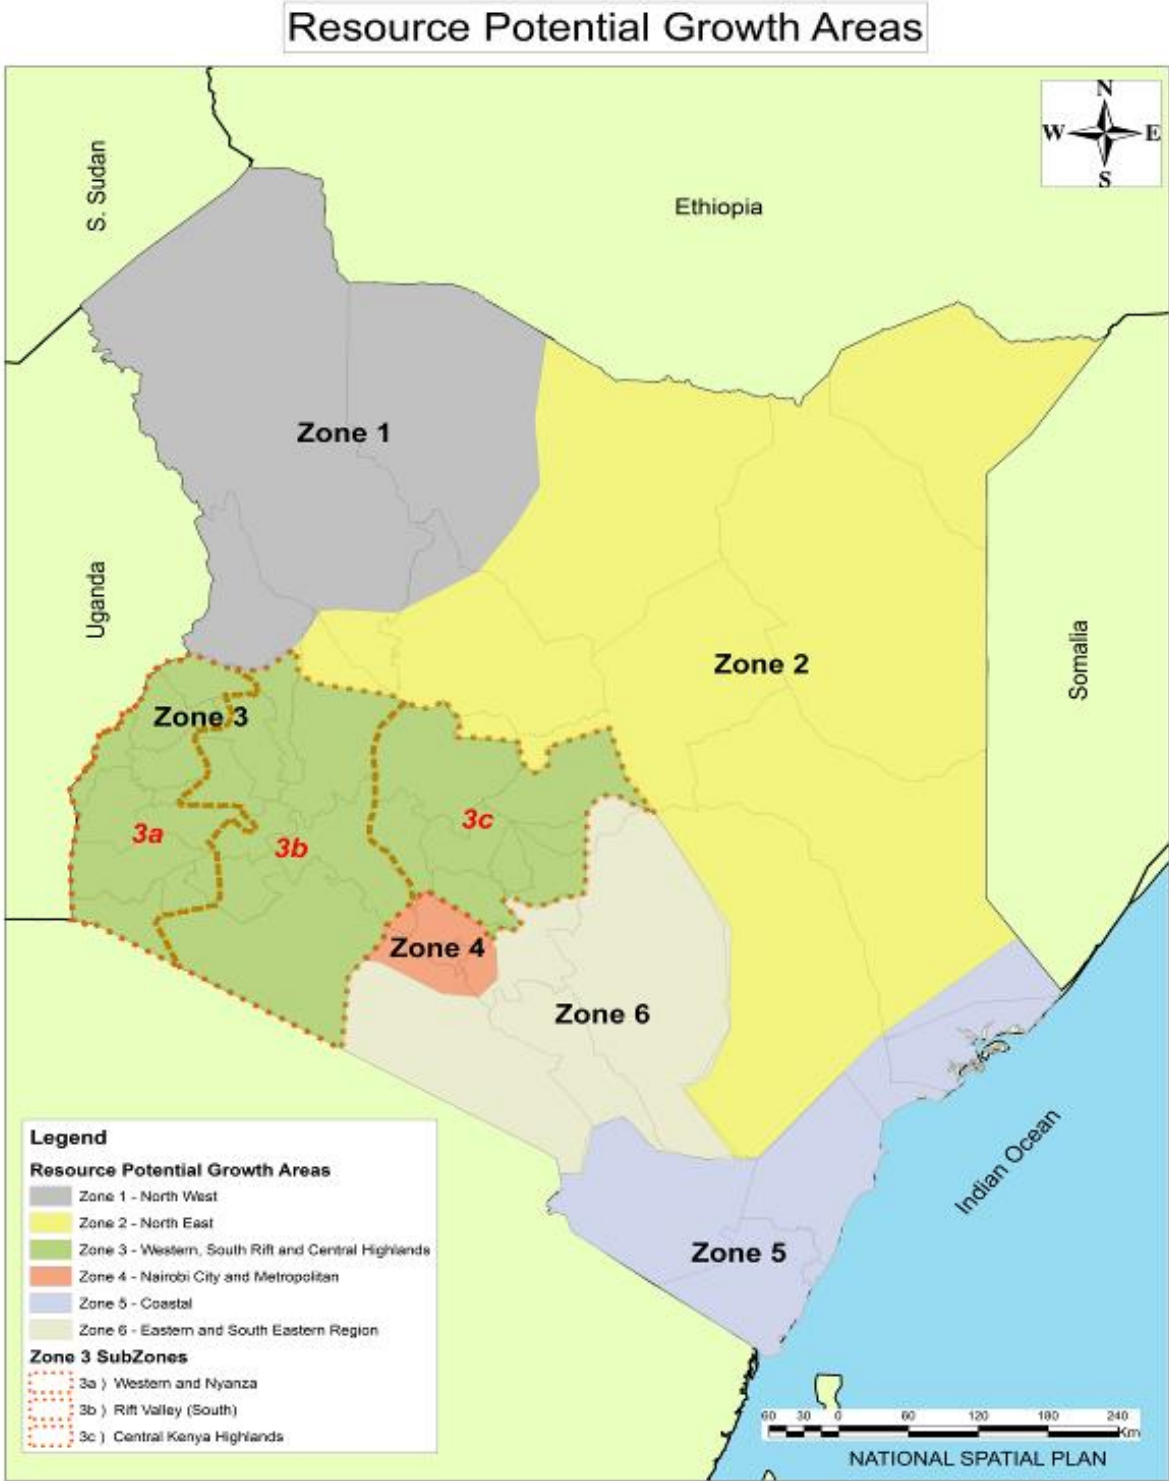 Resource Potential Growth Areas
N
W E
S
S. Sudan
Ethiopia
Zone 1
Uganda
Somalia
Zone 2
Zone 3
3a
3b
3c
Zone 4
Zone 6
Indian Ocean
Zone 5
Legend
Resource Potential Growth Areas
Zone 1 - North West
Zone 2 - North East
Zone 3 - Western, South Rift and Central Highlands
Zone 4 - Nairobi City and Metropolitan
Zone 5 - Coastal
Zone 6 - Eastern and South Eastern Region
Zone 3 SubZones
3a ) Western and Nyanza
3b ) Rift Valley (South)
3c ) Central Kenya Highlands
60 30 0 60 120 180 240
Km
NATIONAL SPATIAL PLAN